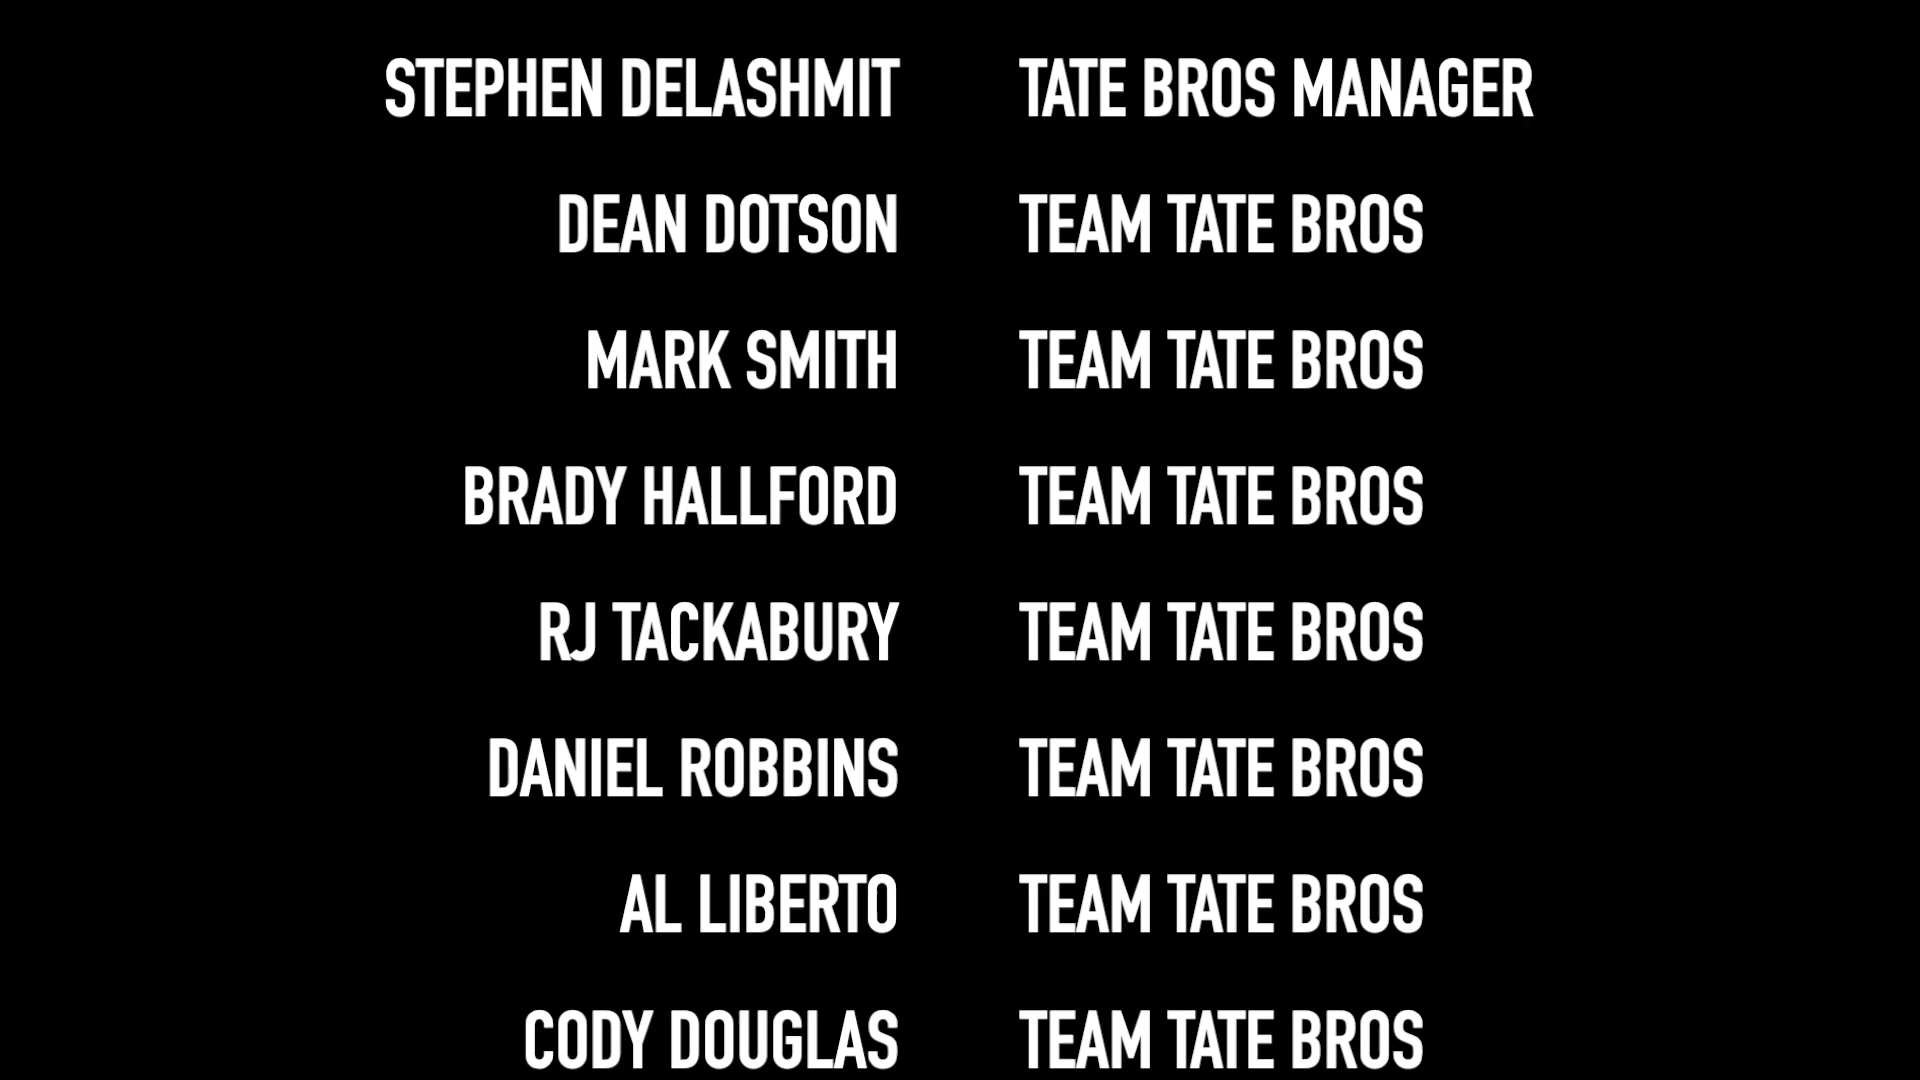 STEPHEN DELASHMIT TATE BROS MANAGER
DEAN DOTSON TEAM TATE BROS
MARK SMITH TEAM TATE BROS
BRADY HALLFORD TEAM TATE BROS
RJ TACKABURY TEAM TATE BROS
DANIEL ROBBINS TEAM TATE BROS
AL LIBERTO TEAM TATE BROS
CODY DOUGLAS TEAM TATE BROS